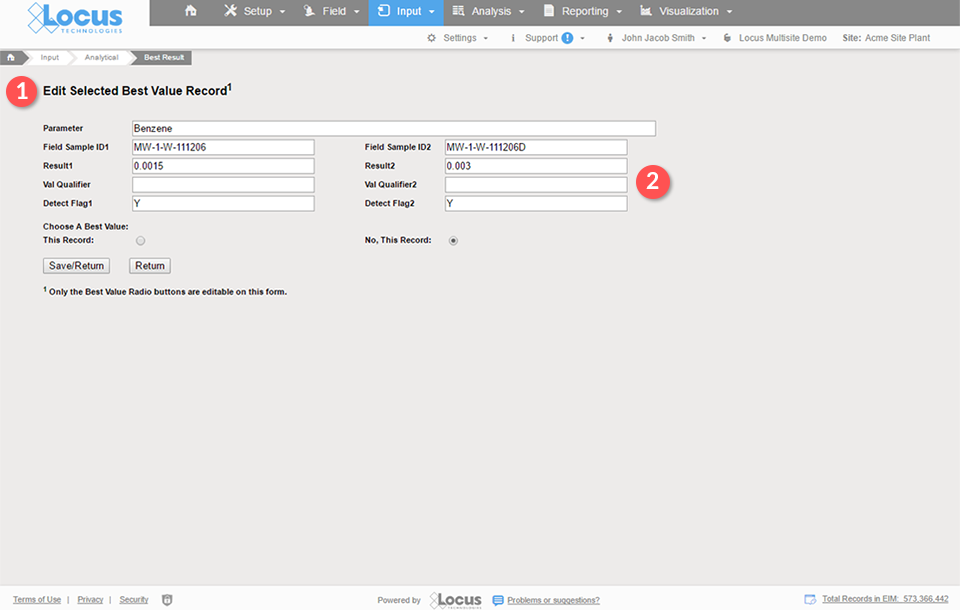 Locus
TECHNOLOGIES
Setup Field Input Analysis Reporting Visualization
Settings i Support ! John Jacob Smith Locus Multisite Demo Site: Acme Site Plant
Input Analytical Best Result
1 Edit Selected Best Value Record1
Parameter Benzene
Field Sample ID1 MW-1-W-111206 Field Sample ID2 MW-1-W-111206D
Result1 0.0015 Result2 0.003
Val Qualifier Val Qualifier2 2
Detect Flag1 Y Detect Flag2 Y
Choose A Best Value:
This Record: No, This Record:
Save/Return Return
1 Only the Best Value Radio buttons are editable on this form.
Terms of Use | Privacy | Security Powered by Locus TECHNOLOGIES Problems or suggestions? Total Records in EIM: 573,366,442